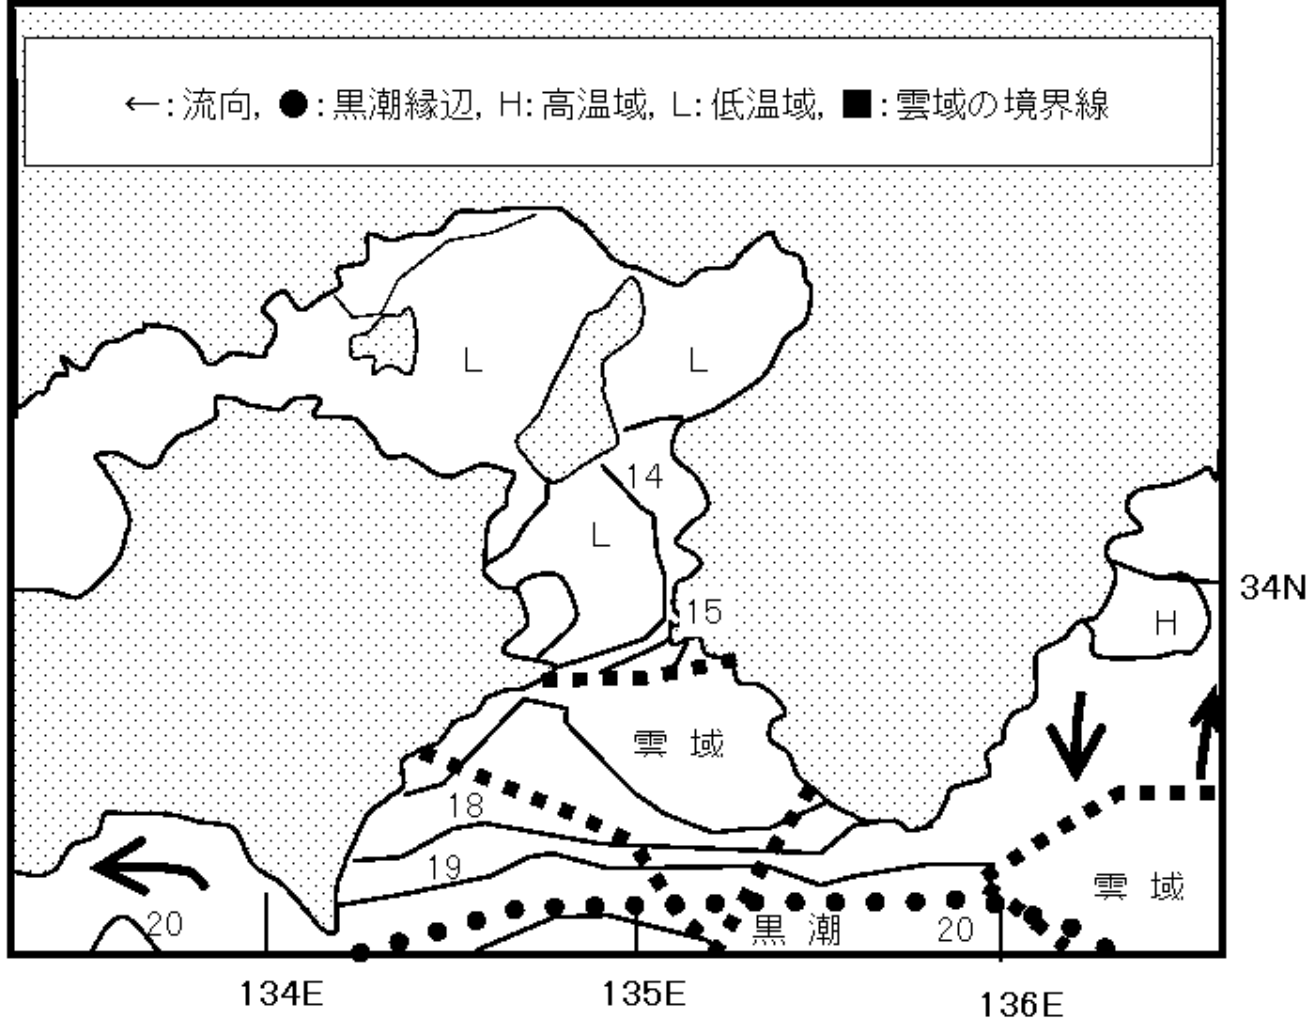 ←:流向, ●:黒潮縁辺, H:高温域, L:低温域, ■:雲域の境界線
L
L
14
L
34N
15
H
雲 域
18
19
雲 域
20
黒 潮
20
134E
135E
136E